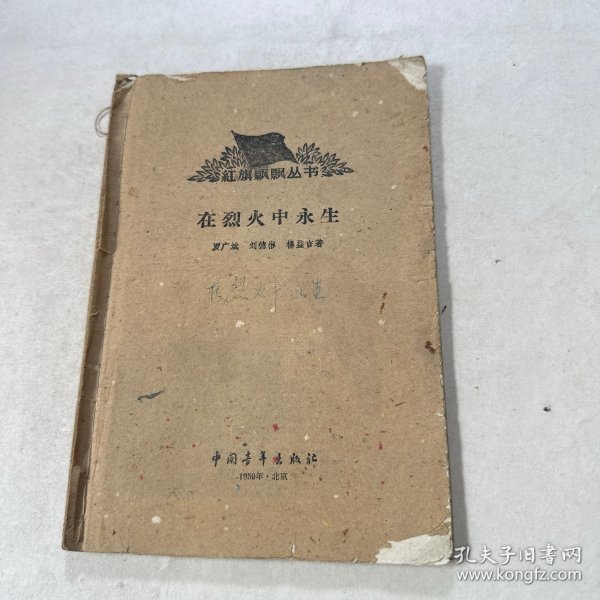 紅旗飘飘丛书
在烈火中永生
罗广斌 刘德彬 杨益言著
在烈火中永生
中国青年出版社
1959年·北京
孔夫子旧书网
www.kongfz.com